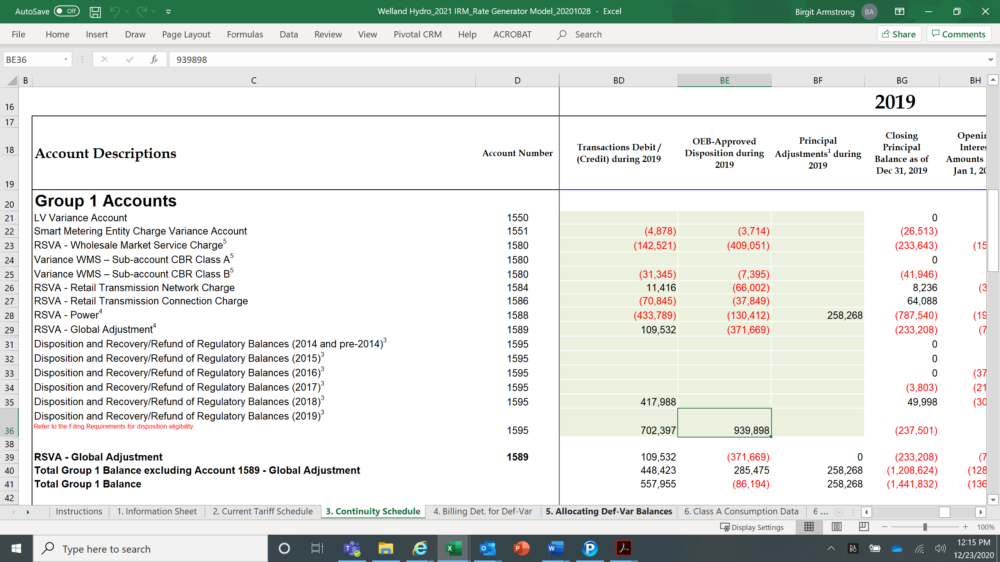 AutoSave Off Welland Hydro_2021 IRM_Rate Generator Model_20201028 - Excel Birgit Armstrong BA
File Home Insert Draw Page Layout Formulas Data Review View Pivotal CRM Help ACROBAT Search Share Comments
BE36 fx 939898
B C D BD BE BF BG BH
16 2019
17
18
19
Account Descriptions
Account Number
Transactions Debit / (Credit) during 2019
OEB-Approved Disposition during 2019
Principal Adjustments1 during 2019
Closing Principal Balance as of Dec 31, 2019
Openin Interes Amounts Jan 1, 20
20 Group 1 Accounts
21 LV Variance Account 1550 0
22 Smart Metering Entity Charge Variance Account 1551 (4,878) (3,714) (26,513)
23 RSVA - Wholesale Market Service Charge5 1580 (142,521) (409,051) (233,643) (15
24 Variance WMS – Sub-account CBR Class A5 1580 0
25 Variance WMS – Sub-account CBR Class B5 1580 (31,345) (7,395) (41,946)
26 RSVA - Retail Transmission Network Charge 1584 11,416 (66,002) 8,236 (3
27 RSVA - Retail Transmission Connection Charge 1586 (70,845) (37,849) 64,088
28 RSVA - Power4 1588 (433,789) (130,412) 258,268 (787,540) (19
29 RSVA - Global Adjustment4 1589 109,532 (371,669) (233,208) (7
31 Disposition and Recovery/Refund of Regulatory Balances (2014 and pre-2014)3 1595 0
32 Disposition and Recovery/Refund of Regulatory Balances (2015)3 1595 0
33 Disposition and Recovery/Refund of Regulatory Balances (2016)3 1595 0 (37
34 Disposition and Recovery/Refund of Regulatory Balances (2017)3 1595 (3,803) (21
35 Disposition and Recovery/Refund of Regulatory Balances (2018)3 1595 417,988 49,998 (30
Disposition and Recovery/Refund of Regulatory Balances (2019)3
Refer to the Filing Requirements for disposition eligibility.
36 1595 702,397 939,898 (237,501)
38
39 RSVA - Global Adjustment 1589 109,532 (371,669) 0 (233,208) (7
40 Total Group 1 Balance excluding Account 1589 - Global Adjustment 448,423 285,475 258,268 (1,208,624) (128
41 Total Group 1 Balance 557,955 (86,194) 258,268 (1,441,832) (136
42
Instructions 1. Information Sheet 2. Current Tariff Schedule 3. Continuity Schedule 4. Billing Det. for Def-Var 5. Allocating Def-Var Balances 6. Class A Consumption Data 6 ...
Display Settings 100%
Type here to search 12:15 PM
12/23/2020